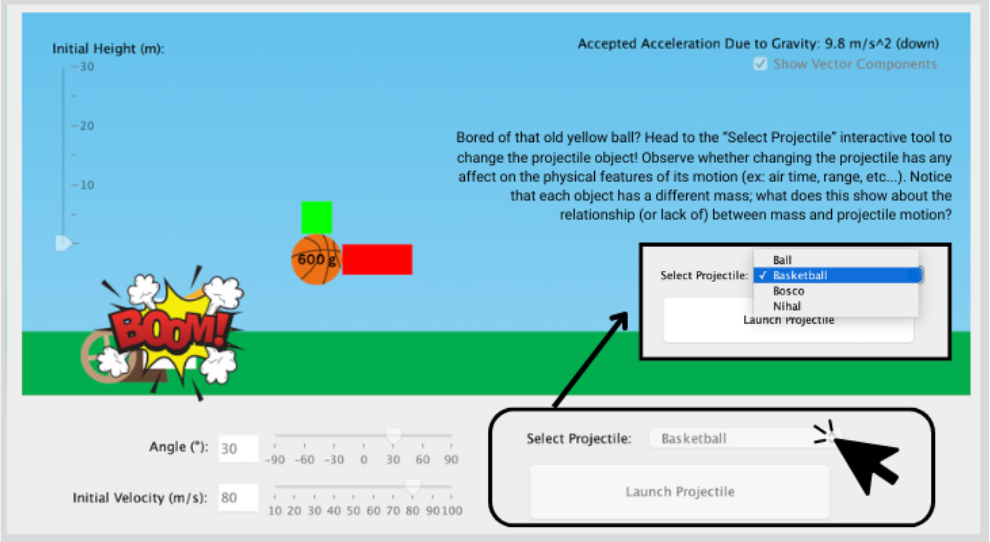 Initial Height (m):
30
20
10
Accepted Acceleration Due to Gravity: 9.8 m/s^2 (down)
Show Vector Components
Bored of that old yellow ball? Head to the "Select Projectile" interactive tool to
change the projectile object! Observe whether changing the projectile has any
affect on the physical features of its motion (ex: air time, range, etc...). Notice
that each object has a different mass; what does this show about the
relationship (or lack of) between mass and projectile motion?
600 g
BOOM!
Select Projectile:
Ball
✓ Basketball
Bosco
Nihal
Launch Projectile
Angle (°): 30
-90 -60 -30 0 30 60 90
Initial Velocity (m/s): 80
10 20 30 40 50 60 70 80 90 100
Select Projectile: Basketball
Launch Projectile